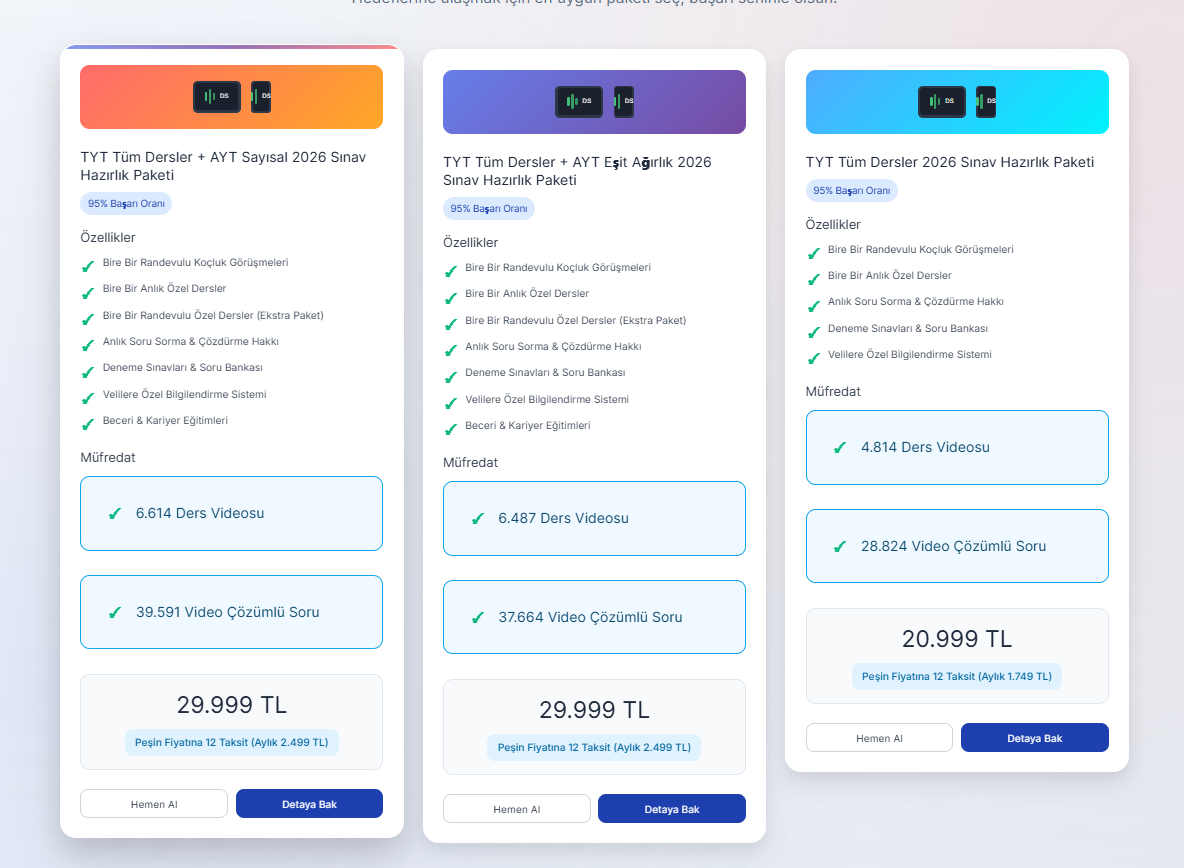 Hedeflerine ulaşmak için en uygun paketi seç, başarı seninle olsun.
DS DS
TYT Tüm Dersler + AYT Sayısal 2026 Sınav
Hazırlık Paketi
95% Başarı Oranı
Özellikler
Bire Bir Randevulu Koçluk Görüşmeleri
Bire Bir Anlık Özel Dersler
Bire Bir Randevulu Özel Dersler (Ekstra Paket)
Anlık Soru Sorma & Çözdürme Hakkı
Deneme Sınavları & Soru Bankası
Velilere Özel Bilgilendirme Sistemi
Beceri & Kariyer Eğitimleri
Müfredat
6.614 Ders Videosu
39.591 Video Çözümlü Soru
29.999 TL
Peşin Fiyatına 12 Taksit (Aylık 2.499 TL)
Hemen Al
Detaya Bak
DS DS
TYT Tüm Dersler + AYT Eşit Ağırlık 2026
Sınav Hazırlık Paketi
95% Başarı Oranı
Özellikler
Bire Bir Randevulu Koçluk Görüşmeleri
Bire Bir Anlık Özel Dersler
Bire Bir Randevulu Özel Dersler (Ekstra Paket)
Anlık Soru Sorma & Çözdürme Hakkı
Deneme Sınavları & Soru Bankası
Velilere Özel Bilgilendirme Sistemi
Beceri & Kariyer Eğitimleri
Müfredat
6.487 Ders Videosu
37.664 Video Çözümlü Soru
29.999 TL
Peşin Fiyatına 12 Taksit (Aylık 2.499 TL)
Hemen Al
Detaya Bak
DS DS
TYT Tüm Dersler 2026 Sınav Hazırlık Paketi
95% Başarı Oranı
Özellikler
Bire Bir Randevulu Koçluk Görüşmeleri
Bire Bir Anlık Özel Dersler
Anlık Soru Sorma & Çözdürme Hakkı
Deneme Sınavları & Soru Bankası
Velilere Özel Bilgilendirme Sistemi
Müfredat
4.814 Ders Videosu
28.824 Video Çözümlü Soru
20.999 TL
Peşin Fiyatına 12 Taksit (Aylık 1.749 TL)
Hemen Al
Detaya Bak